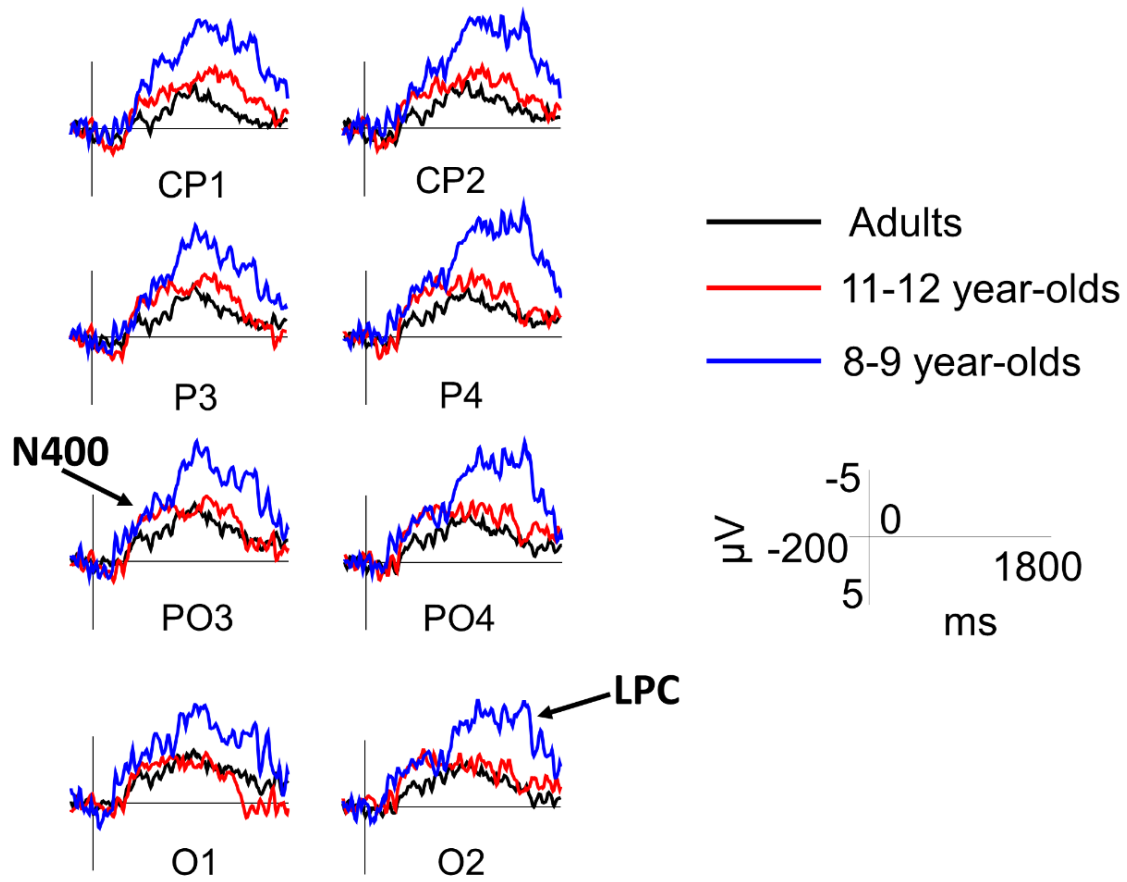 CP1
CP2
P3
P4
N400
PO3
PO4
LPC
O1
O2
Adults
11-12 year-olds
8-9 year-olds
-5
0
µV
-200
1800
5
ms